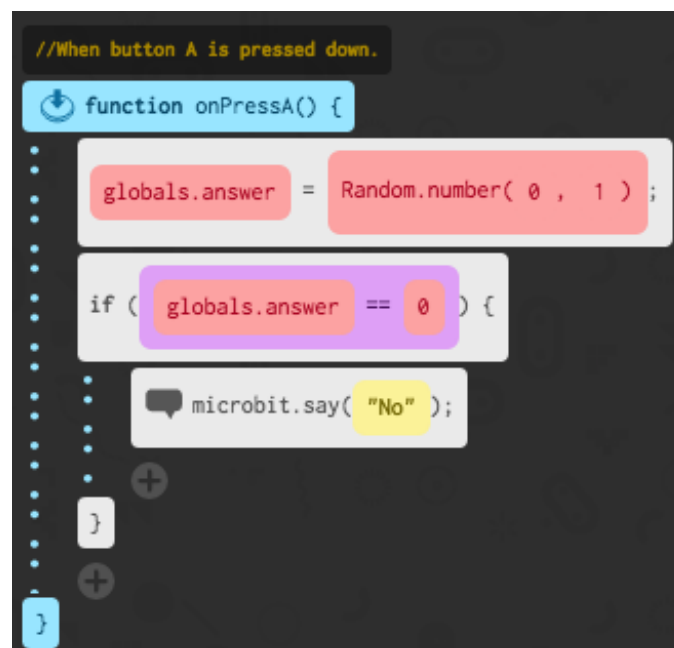 //When button A is pressed down.
function onPressA() {
globals.answer = Random.number( 0 , 1 ) ;
if ( globals.answer == 0 ) {
microbit.say( "No" );
}
}